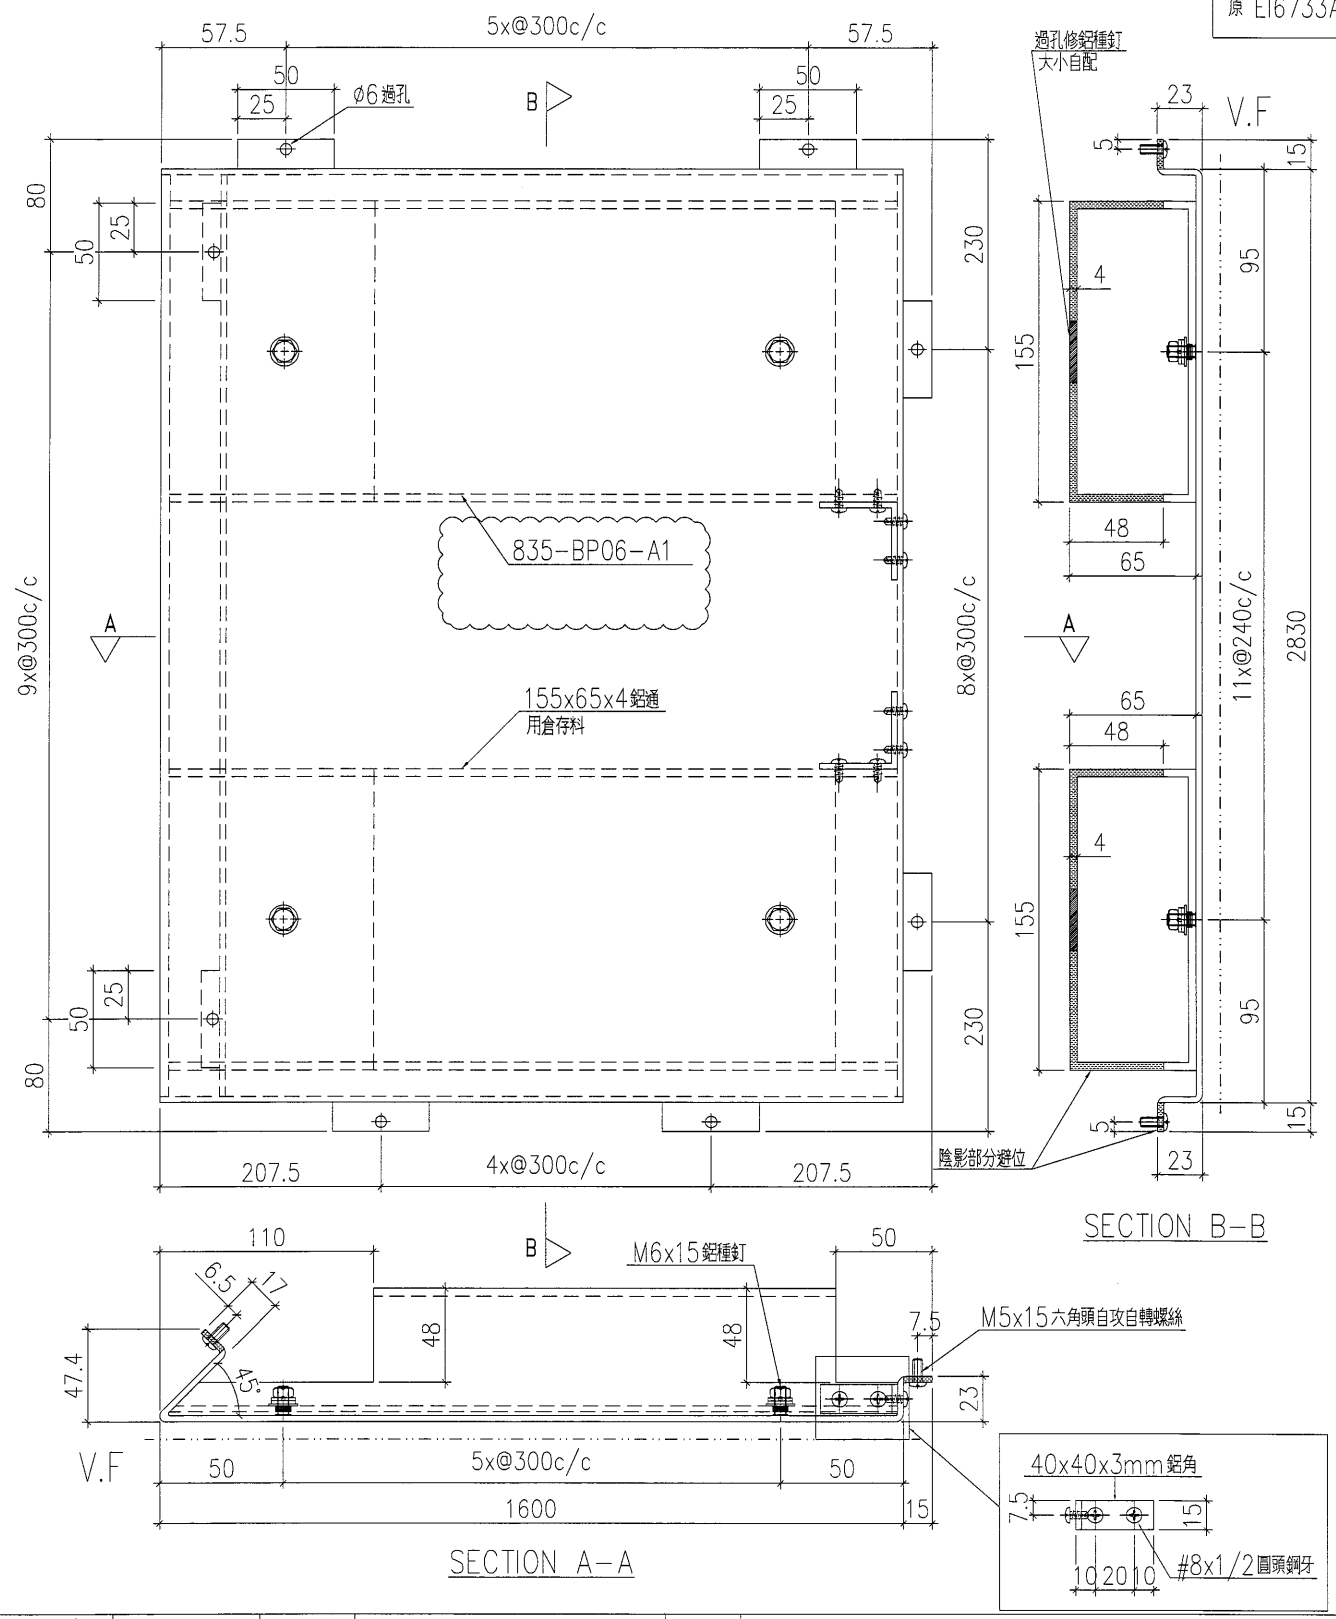 原 E16733A
57.5
5x@300c/c
57.5
50
25
ø6過孔
B
50
25
過孔修鋁種釘
大小自配
23
V.F
5
15
80
50
25
230
95
4
155
48
65
835-BP06-A1
9x@300c/c
A
8x@300c/c
A
11x@240c/c
2830
155x65x4鋁通
用倉存料
65
48
4
155
50
25
80
230
95
5
15
23
陰影部分避位
207.5
4x@300c/c
207.5
SECTION B-B
110
B
M6x15鋁種釘
50
6.5
17
47.4
45°
48
48
7.5
M5x15六角頭自攻自轉螺絲
23
V.F
50
5x@300c/c
50
1600
15
SECTION A-A
40x40x3mm鋁角
7.5
15
10
20
10
#8x1/2圓頭鋼牙